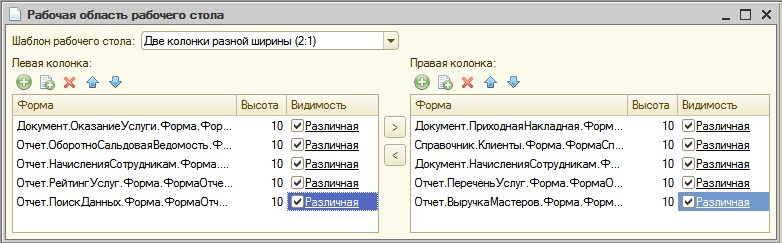 Рабочая область рабочего стола
Шаблон рабочего стола: Две колонки разной ширины (2:1)
Левая колонка:
Форма Высота Видимость
Документ.ОказаниеУслуги.Форма.Фор... 10 Различная
Отчет.ОборотноСальдоваяВедомость.Ф... 10 Различная
Отчет.НачисленияСотрудникам.Форма.... 10 Различная
Отчет.РейтингУслуг.Форма.ФормаОтче... 10 Различная
Отчет.ПоискДанных.Форма.ФормаОтч... 10 Различная
>
<
Правая колонка:
Форма Высота Видимость
Документ.ПриходнаяНакладная.Форм... 10 Различная
Справочник.Клиенты.Форма.ФормаСп... 10 Различная
Документ.НачисленияСотрудникам.Ф... 10 Различная
Отчет.ПереченьУслуг.Форма.ФормаО... 10 Различная
Отчет.ВыручкаМастеров.Форма.Форм... 10 Различная